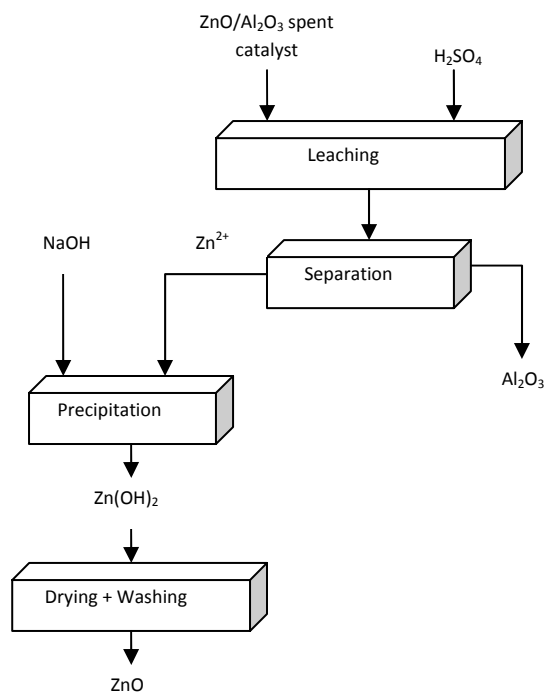 ZnO/Al₂O₃ spent
catalyst
H₂SO₄
Leaching
NaOH
Zn²⁺
Separation
Al₂O₃
Precipitation
Zn(OH)₂
Drying + Washing
ZnO